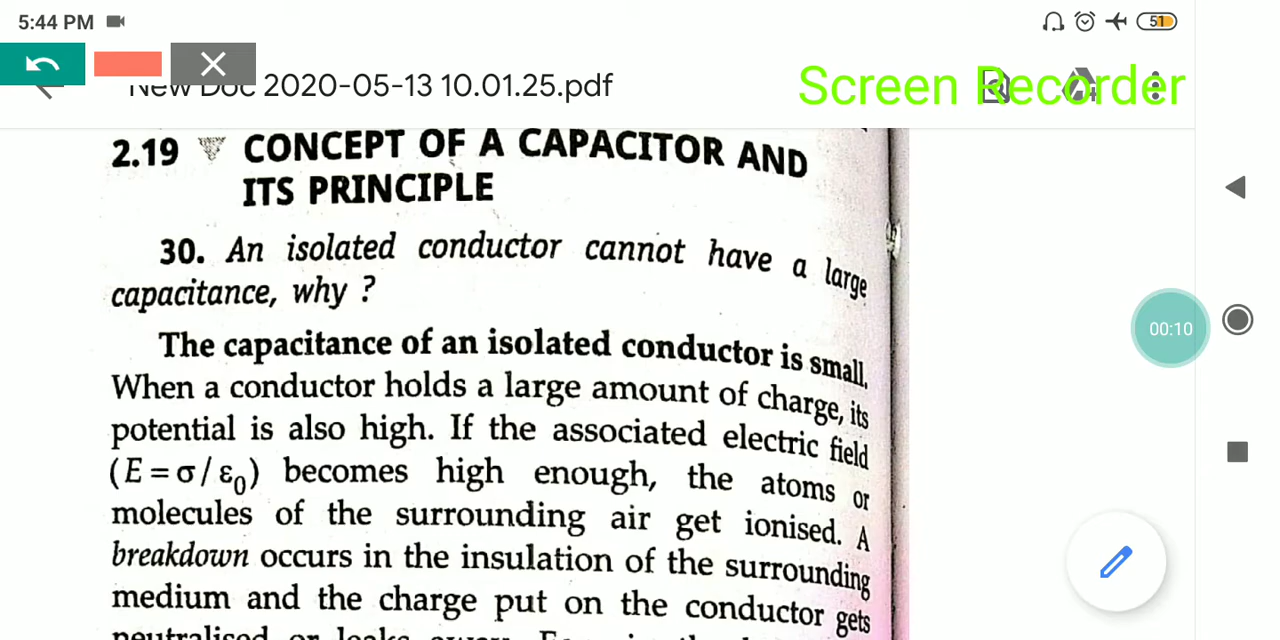 5:44 PM
51
New Doc 2020-05-13 10.01.25.pdf
Screen Recorder
2.19 CONCEPT OF A CAPACITOR AND
ITS PRINCIPLE
30. An isolated conductor cannot have a large
capacitance, why ?
The capacitance of an isolated conductor is small.
When a conductor holds a large amount of charge, its
potential is also high. If the associated electric field
(E = σ / ε₀) becomes high enough, the atoms or
molecules of the surrounding air get ionised. A
breakdown occurs in the insulation of the surrounding
medium and the charge put on the conductor gets
neutralised or leaks away.
00:10